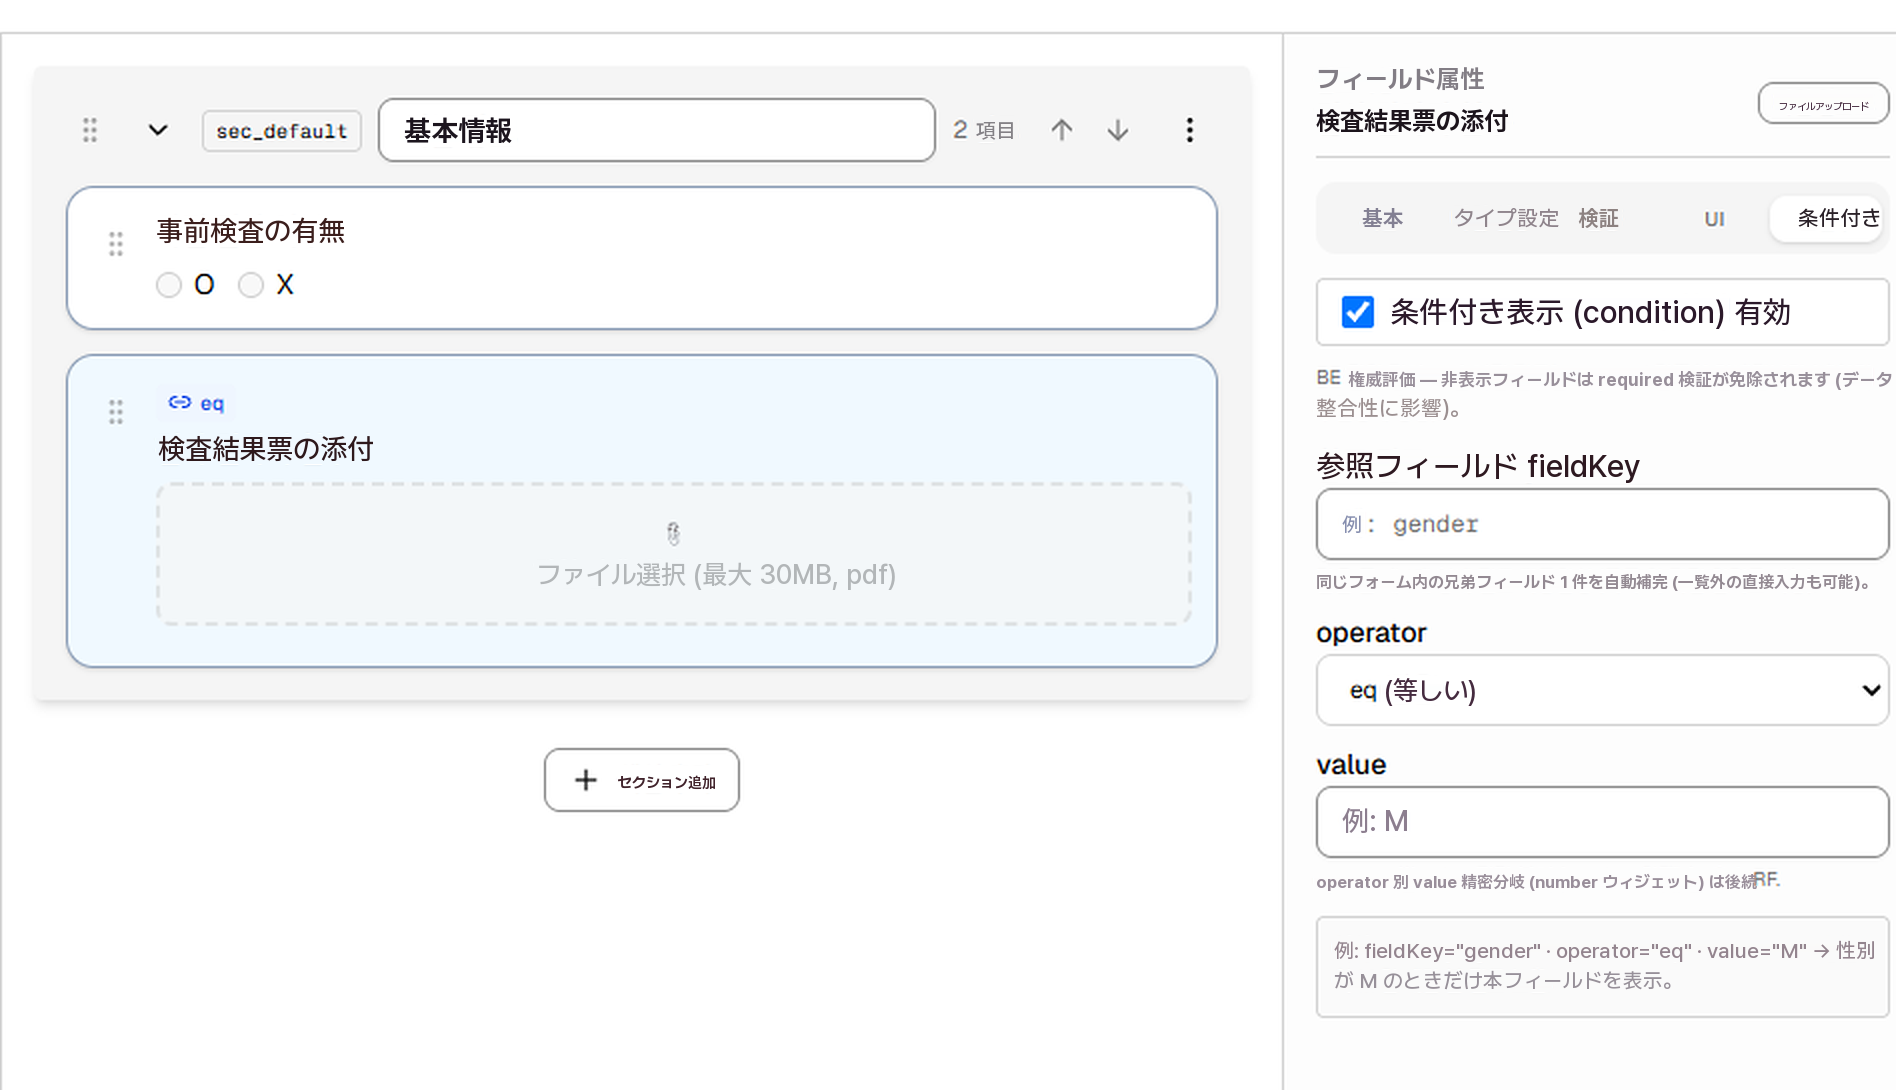 sec_default 基本情報 2 項目
事前検査の有無
O X
eq
検査結果票の添付
ファイル選択 (最大 30MB, pdf)
セクション追加
フィールド属性
検査結果票の添付
ファイルアップロード
基本 タイプ設定 検証 UI 条件付き
条件付き表示 (condition) 有効
BE 権威評価 — 非表示フィールドは required 検証が免除されます (データ
整合性に影響)。
参照フィールド fieldKey
例: gender
同じフォーム内の兄弟フィールド 1 件を自動補完 (一覧外の直接入力も可能)。
operator
eq (等しい)
value
例: M
operator 別 value 精密分岐 (number ウィジェット) は後続RF.
例: fieldKey="gender" · operator="eq" · value="M" → 性別
が M のときだけ本フィールドを表示。